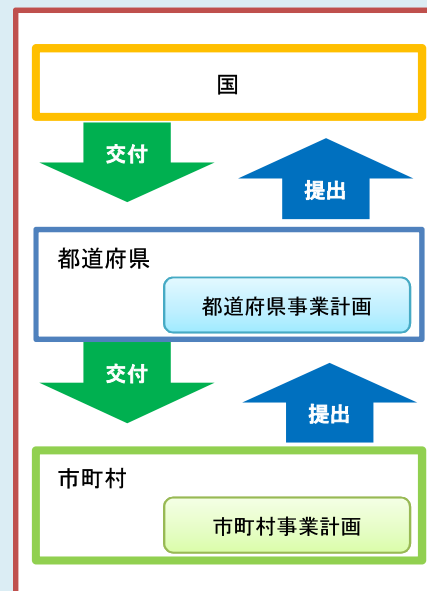 国
交付
提出
都道府県
都道府県事業計画
交付
提出
市町村
市町村事業計画